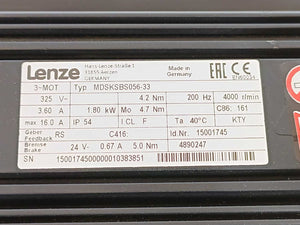 Lenze
Hans-Lenze-Straße 1
31855 Aerzen
GERMANY
EAC CE
MADE IN GERMANY
3~MOT Typ MDSKSBS056-33
325 V~ 4.2 Nm 200 Hz 4000 r/min
3.60 A 1.80 kW Mo 4.7 Nm C86: 161
max. 16.0 A IP 54 I CL F Ta 40°C KTY
Geber Feedback RS C416: Id.Nr. 15001745
Bremse Brake 24 V⎓ 0.67 A 5.0 Nm 4890247
SN 1500174500000010383851